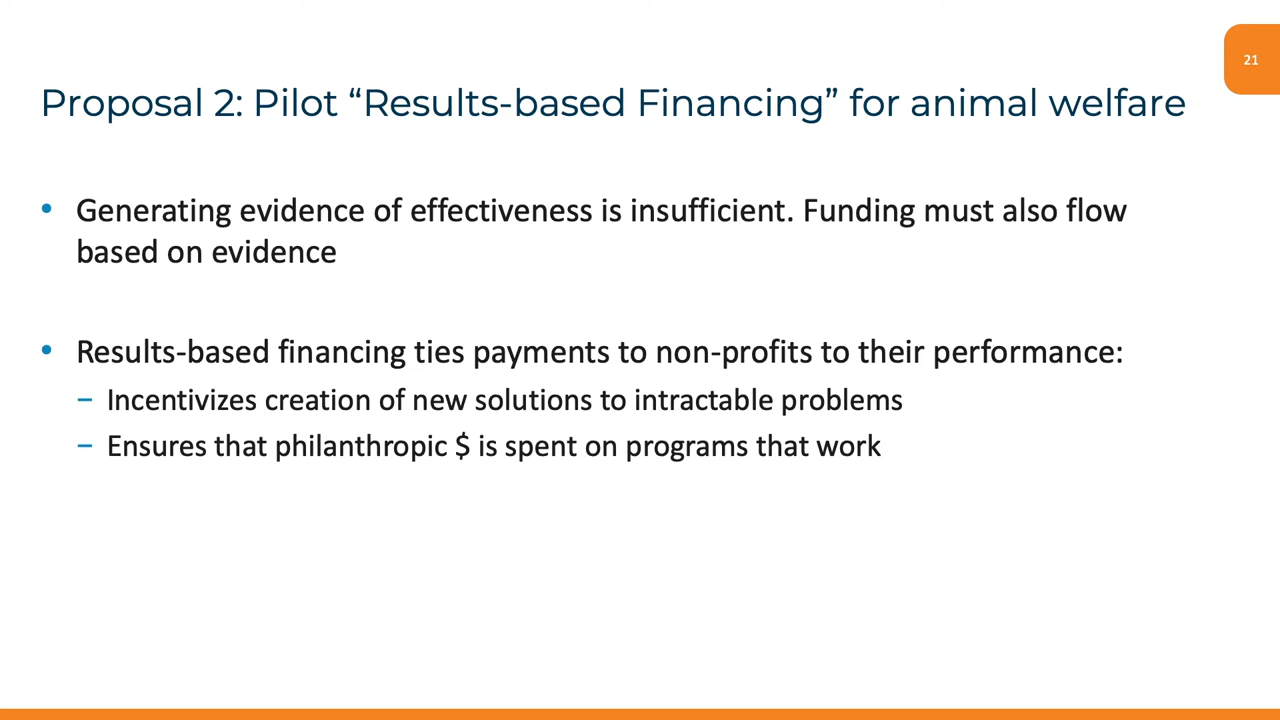 21
Proposal 2: Pilot “Results-based Financing” for animal welfare
• Generating evidence of effectiveness is insufficient. Funding must also flow
based on evidence
• Results-based financing ties payments to non-profits to their performance:
– Incentivizes creation of new solutions to intractable problems
– Ensures that philanthropic $ is spent on programs that work